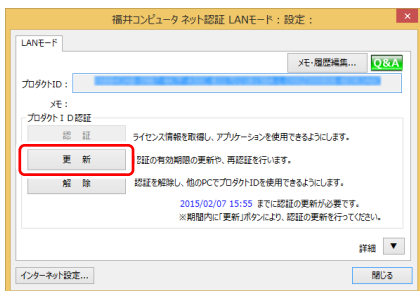 福井コンピュータ ネット認証 LANモード : 設定 :
LANモード
メモ・履歴編集...
Q&A
プロダクトID :
メモ :
プロダクトID認証
認 証
ライセンス情報を取得し、アプリケーションを使用できるようにします。
更 新
認証の有効期限の更新や、再認証を行います。
解 除
認証を解除し、他のPCでプロダクトIDを使用できるようにします。
2015/02/07 15:55 までに認証の更新が必要です。
※期間内に「更新」ボタンにより、認証の更新を行ってください。
詳細 ▼
インターネット設定...
閉じる